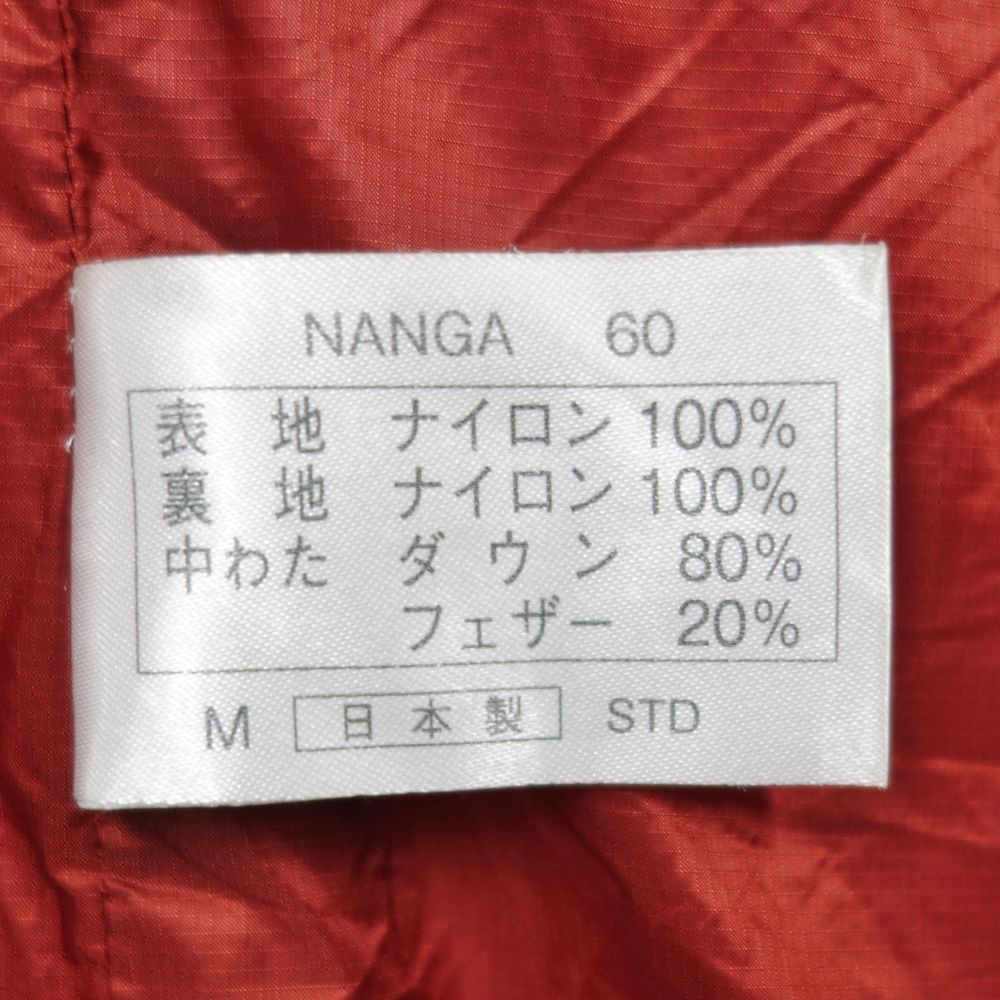 NANGA 60
表 地 ナイロン 100%
裏 地 ナイロン 100%
中わた ダ ウ ン 80%
フェザー 20%
M 日 本 製 STD